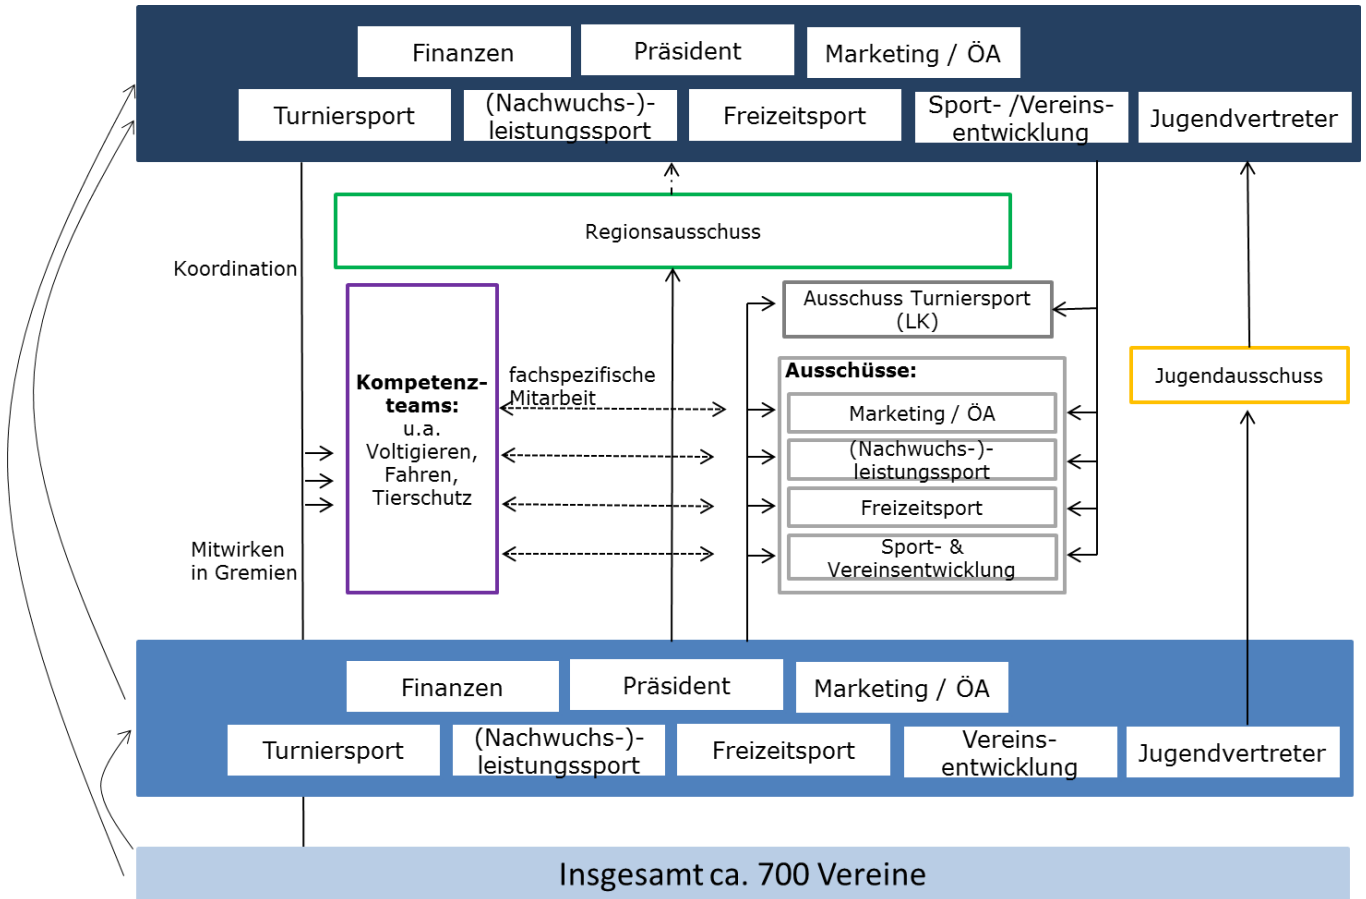 Finanzen
Präsident
Marketing / ÖA
Turniersport
(Nachwuchs-)-
leistungssport
Freizeitsport
Sport- /Vereins-
entwicklung
Jugendvertreter
Regionsausschuss
Koordination
Ausschuss Turniersport
(LK)
Kompetenz-
teams:
u.a.
Voltigieren,
Fahren,
Tierschutz
fachspezifische
Mitarbeit
Ausschüsse:
Marketing / ÖA
(Nachwuchs-)-
leistungssport
Freizeitsport
Sport- &
Vereinsentwicklung
Jugendausschuss
Mitwirken
in Gremien
Finanzen
Präsident
Marketing / ÖA
Turniersport
(Nachwuchs-)-
leistungssport
Freizeitsport
Vereins-
entwicklung
Jugendvertreter
Insgesamt ca. 700 Vereine